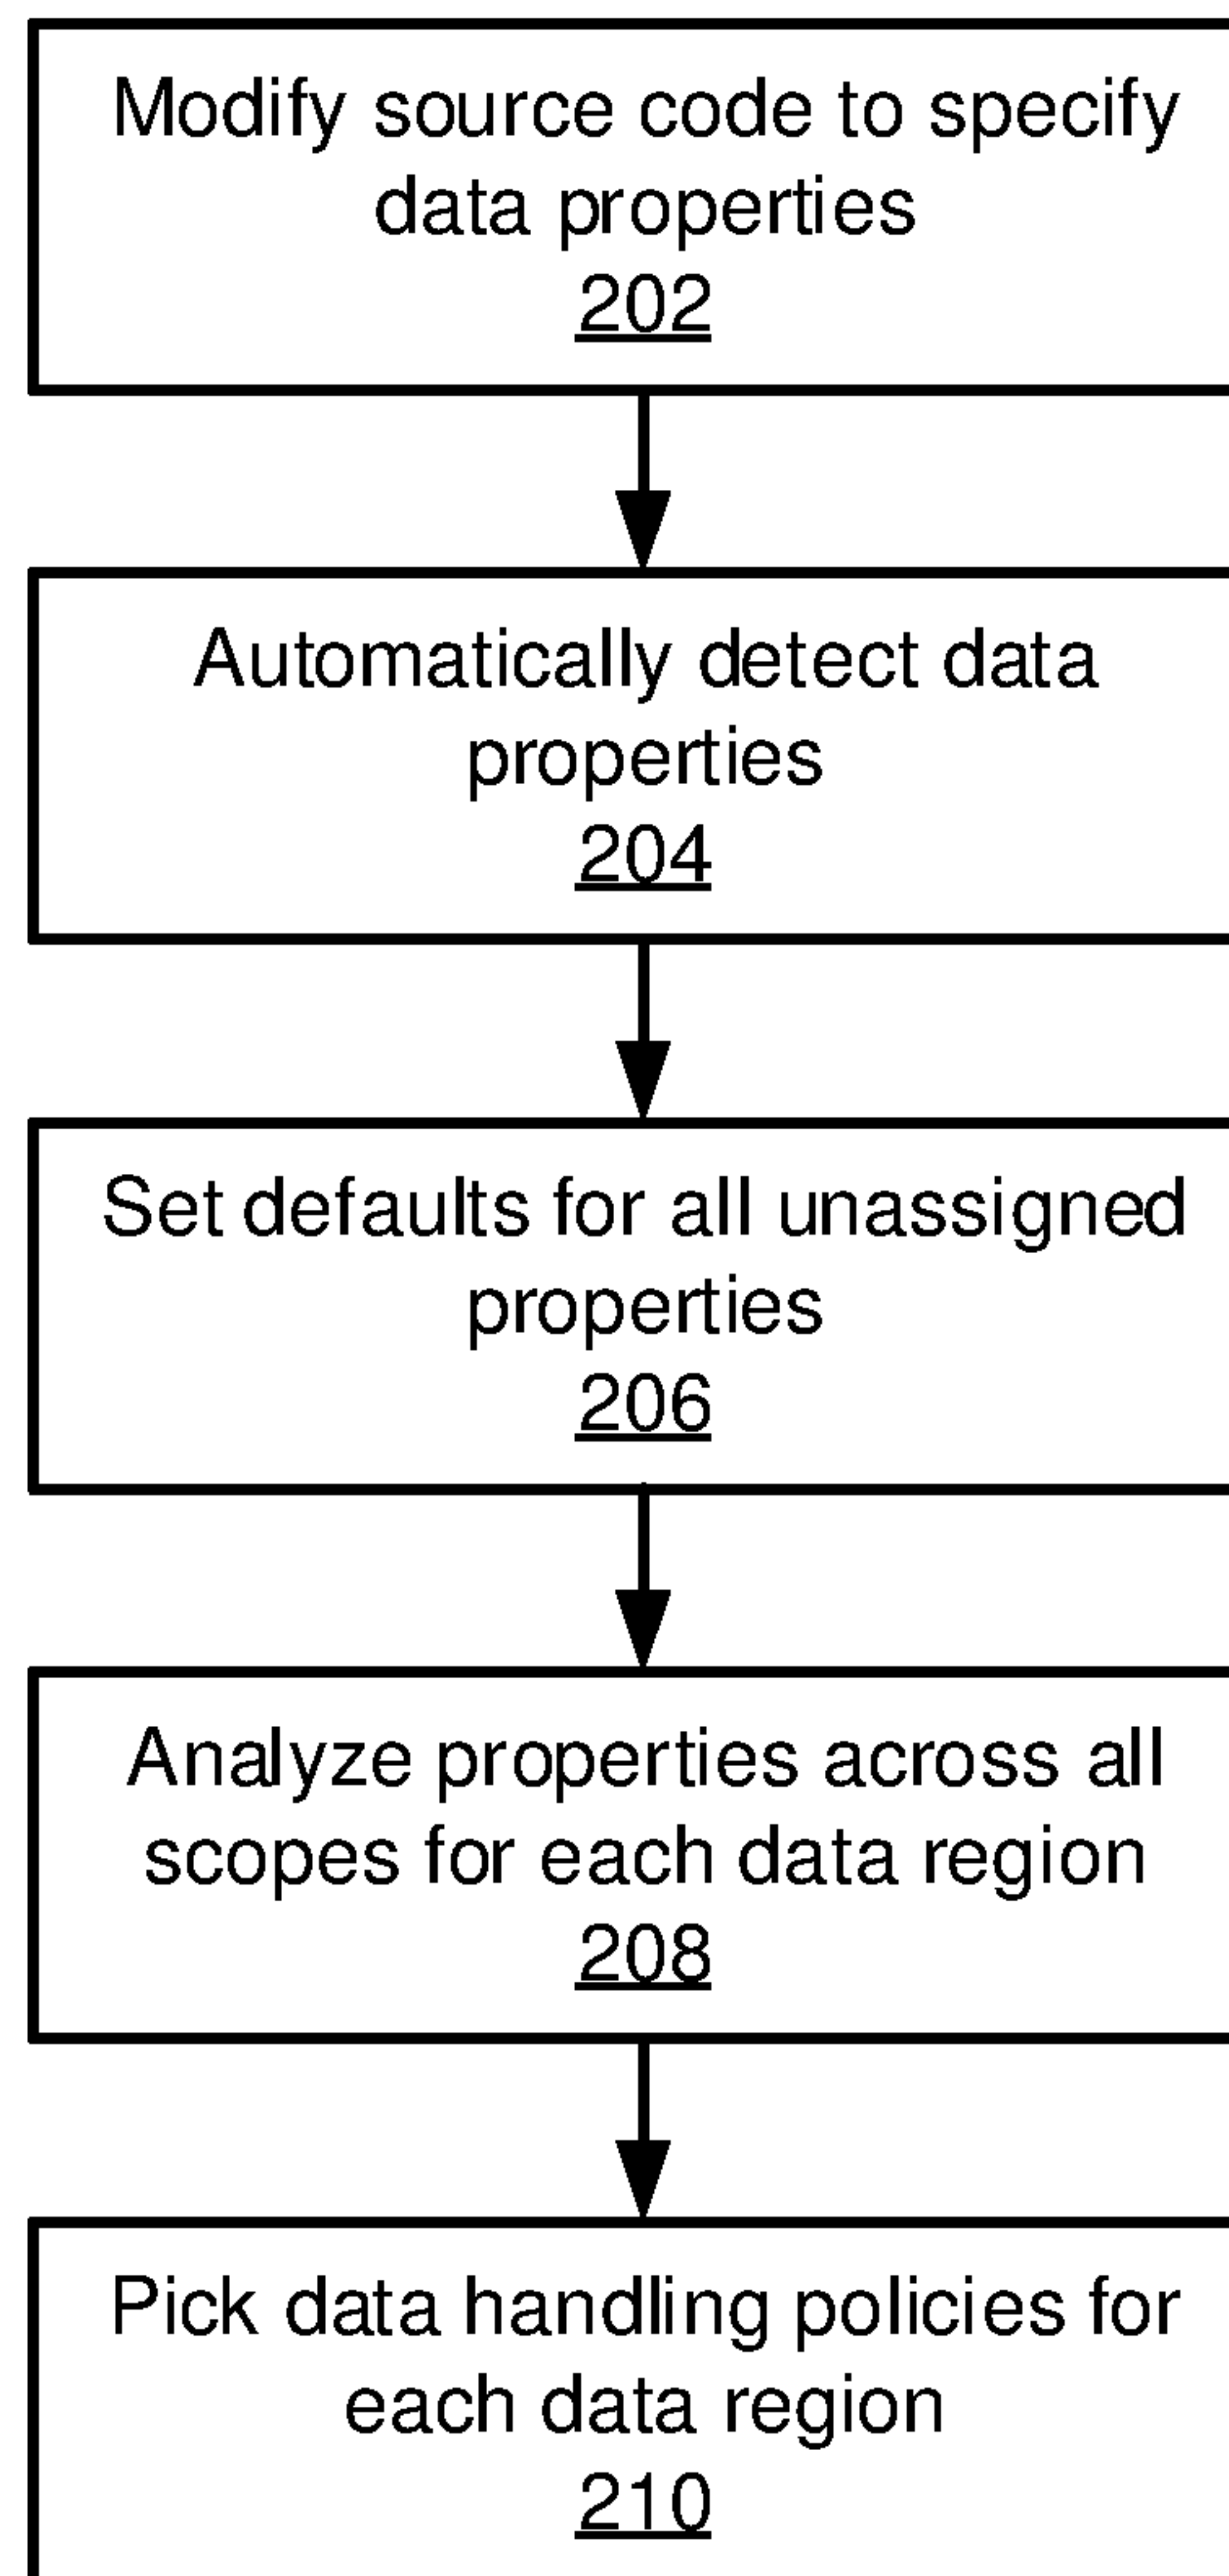 Modify source code to specify
data properties
202
Automatically detect data
properties
204
Set defaults for all unassigned
properties
206
Analyze properties across all
scopes for each data region
208
Pick data handling policies for
each data region
210